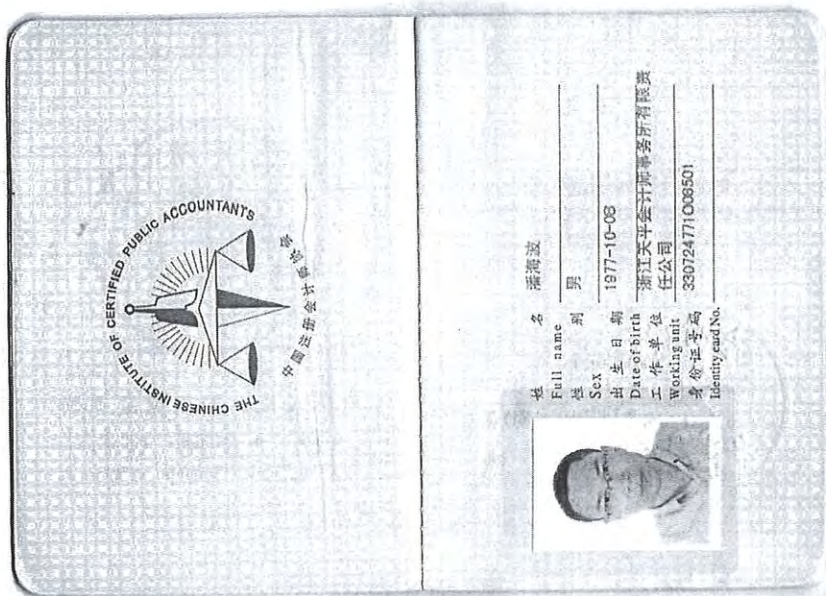 THE CHINESE INSTITUTE OF CERTIFIED PUBLIC ACCOUNTANTS
中国注册会计师协会
姓 名 潘海波
Full name
性 别 男
Sex
出 生 日 期 1977-10-08
Date of birth
工 作 单 位 浙江天平会计师事务所有限责
Working unit 任公司
身份证号码 330724771008501
Identity card No.